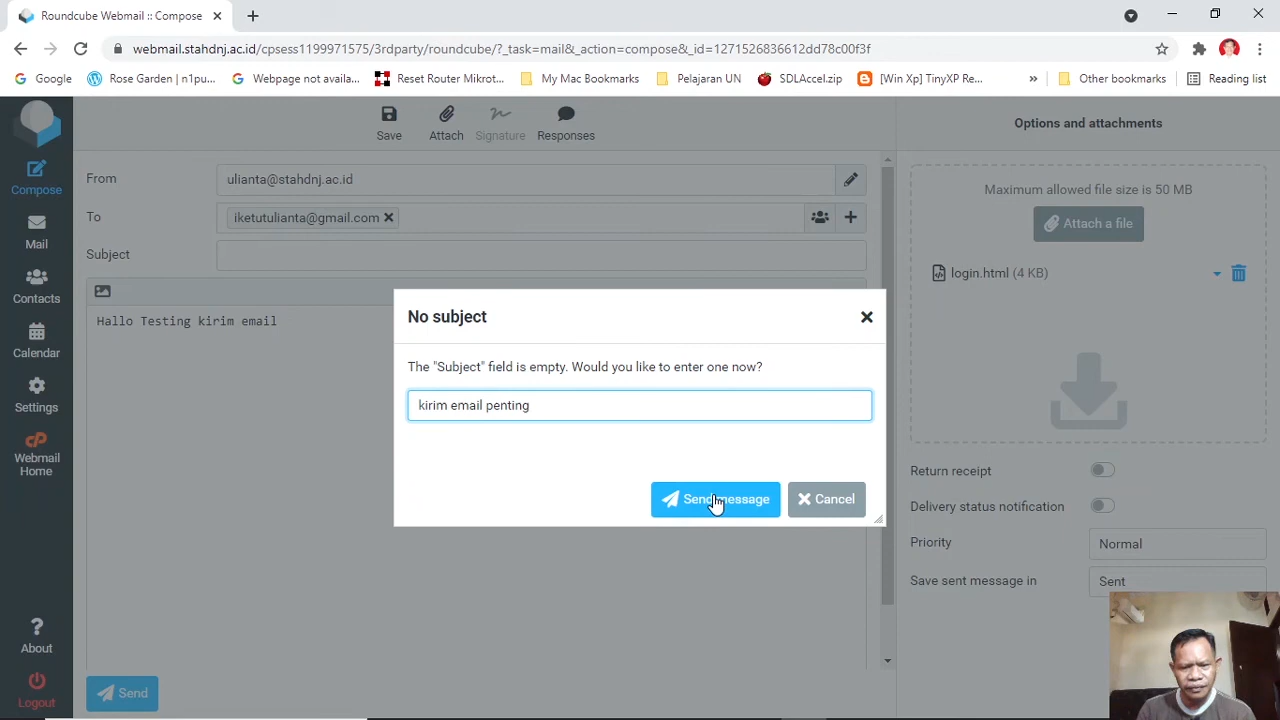 Roundcube Webmail :: Compose
webmail.stahdnj.ac.id/cpsess1199971575/3rdparty/roundcube/?_task=mail&_action=compose&_id=1271526836612dd78c00f3f
Google
Rose Garden | n1pu...
Webpage not availa...
Reset Router Mikrot...
My Mac Bookmarks
Pelajaran UN
SDLAccel.zip
[Win Xp] TinyXP Re...
»
Other bookmarks
Reading list
Compose
Mail
Contacts
Calendar
Settings
Webmail
Home
About
Logout
Save
Attach
Signature
Responses
From
ulianta@stahdnj.ac.id
To
iketutulianta@gmail.com
Subject
Hallo Testing kirim email
No subject
The "Subject" field is empty. Would you like to enter one now?
kirim email penting
Send message
Cancel
Send
Options and attachments
Maximum allowed file size is 50 MB
Attach a file
login.html (4 KB)
Return receipt
Delivery status notification
Priority
Normal
Save sent message in
Sent